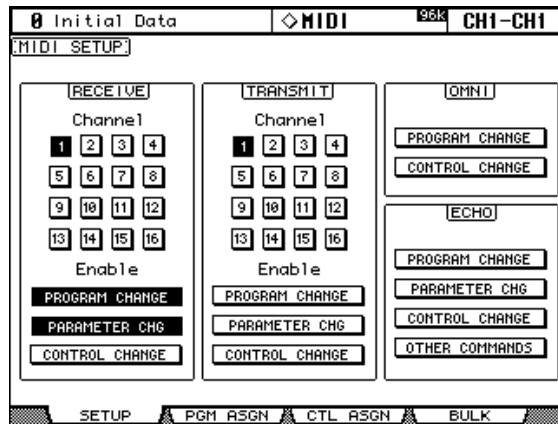 0 Initial Data ◇MIDI 96K CH1-CH1
MIDI SETUP
RECEIVE
Channel
1 2 3 4
5 6 7 8
9 10 11 12
13 14 15 16
Enable
PROGRAM CHANGE
PARAMETER CHG
CONTROL CHANGE
TRANSMIT
Channel
1 2 3 4
5 6 7 8
9 10 11 12
13 14 15 16
Enable
PROGRAM CHANGE
PARAMETER CHG
CONTROL CHANGE
OMNI
PROGRAM CHANGE
CONTROL CHANGE
ECHO
PROGRAM CHANGE
PARAMETER CHG
CONTROL CHANGE
OTHER COMMANDS
SETUP PGM ASGN CTL ASGN BULK